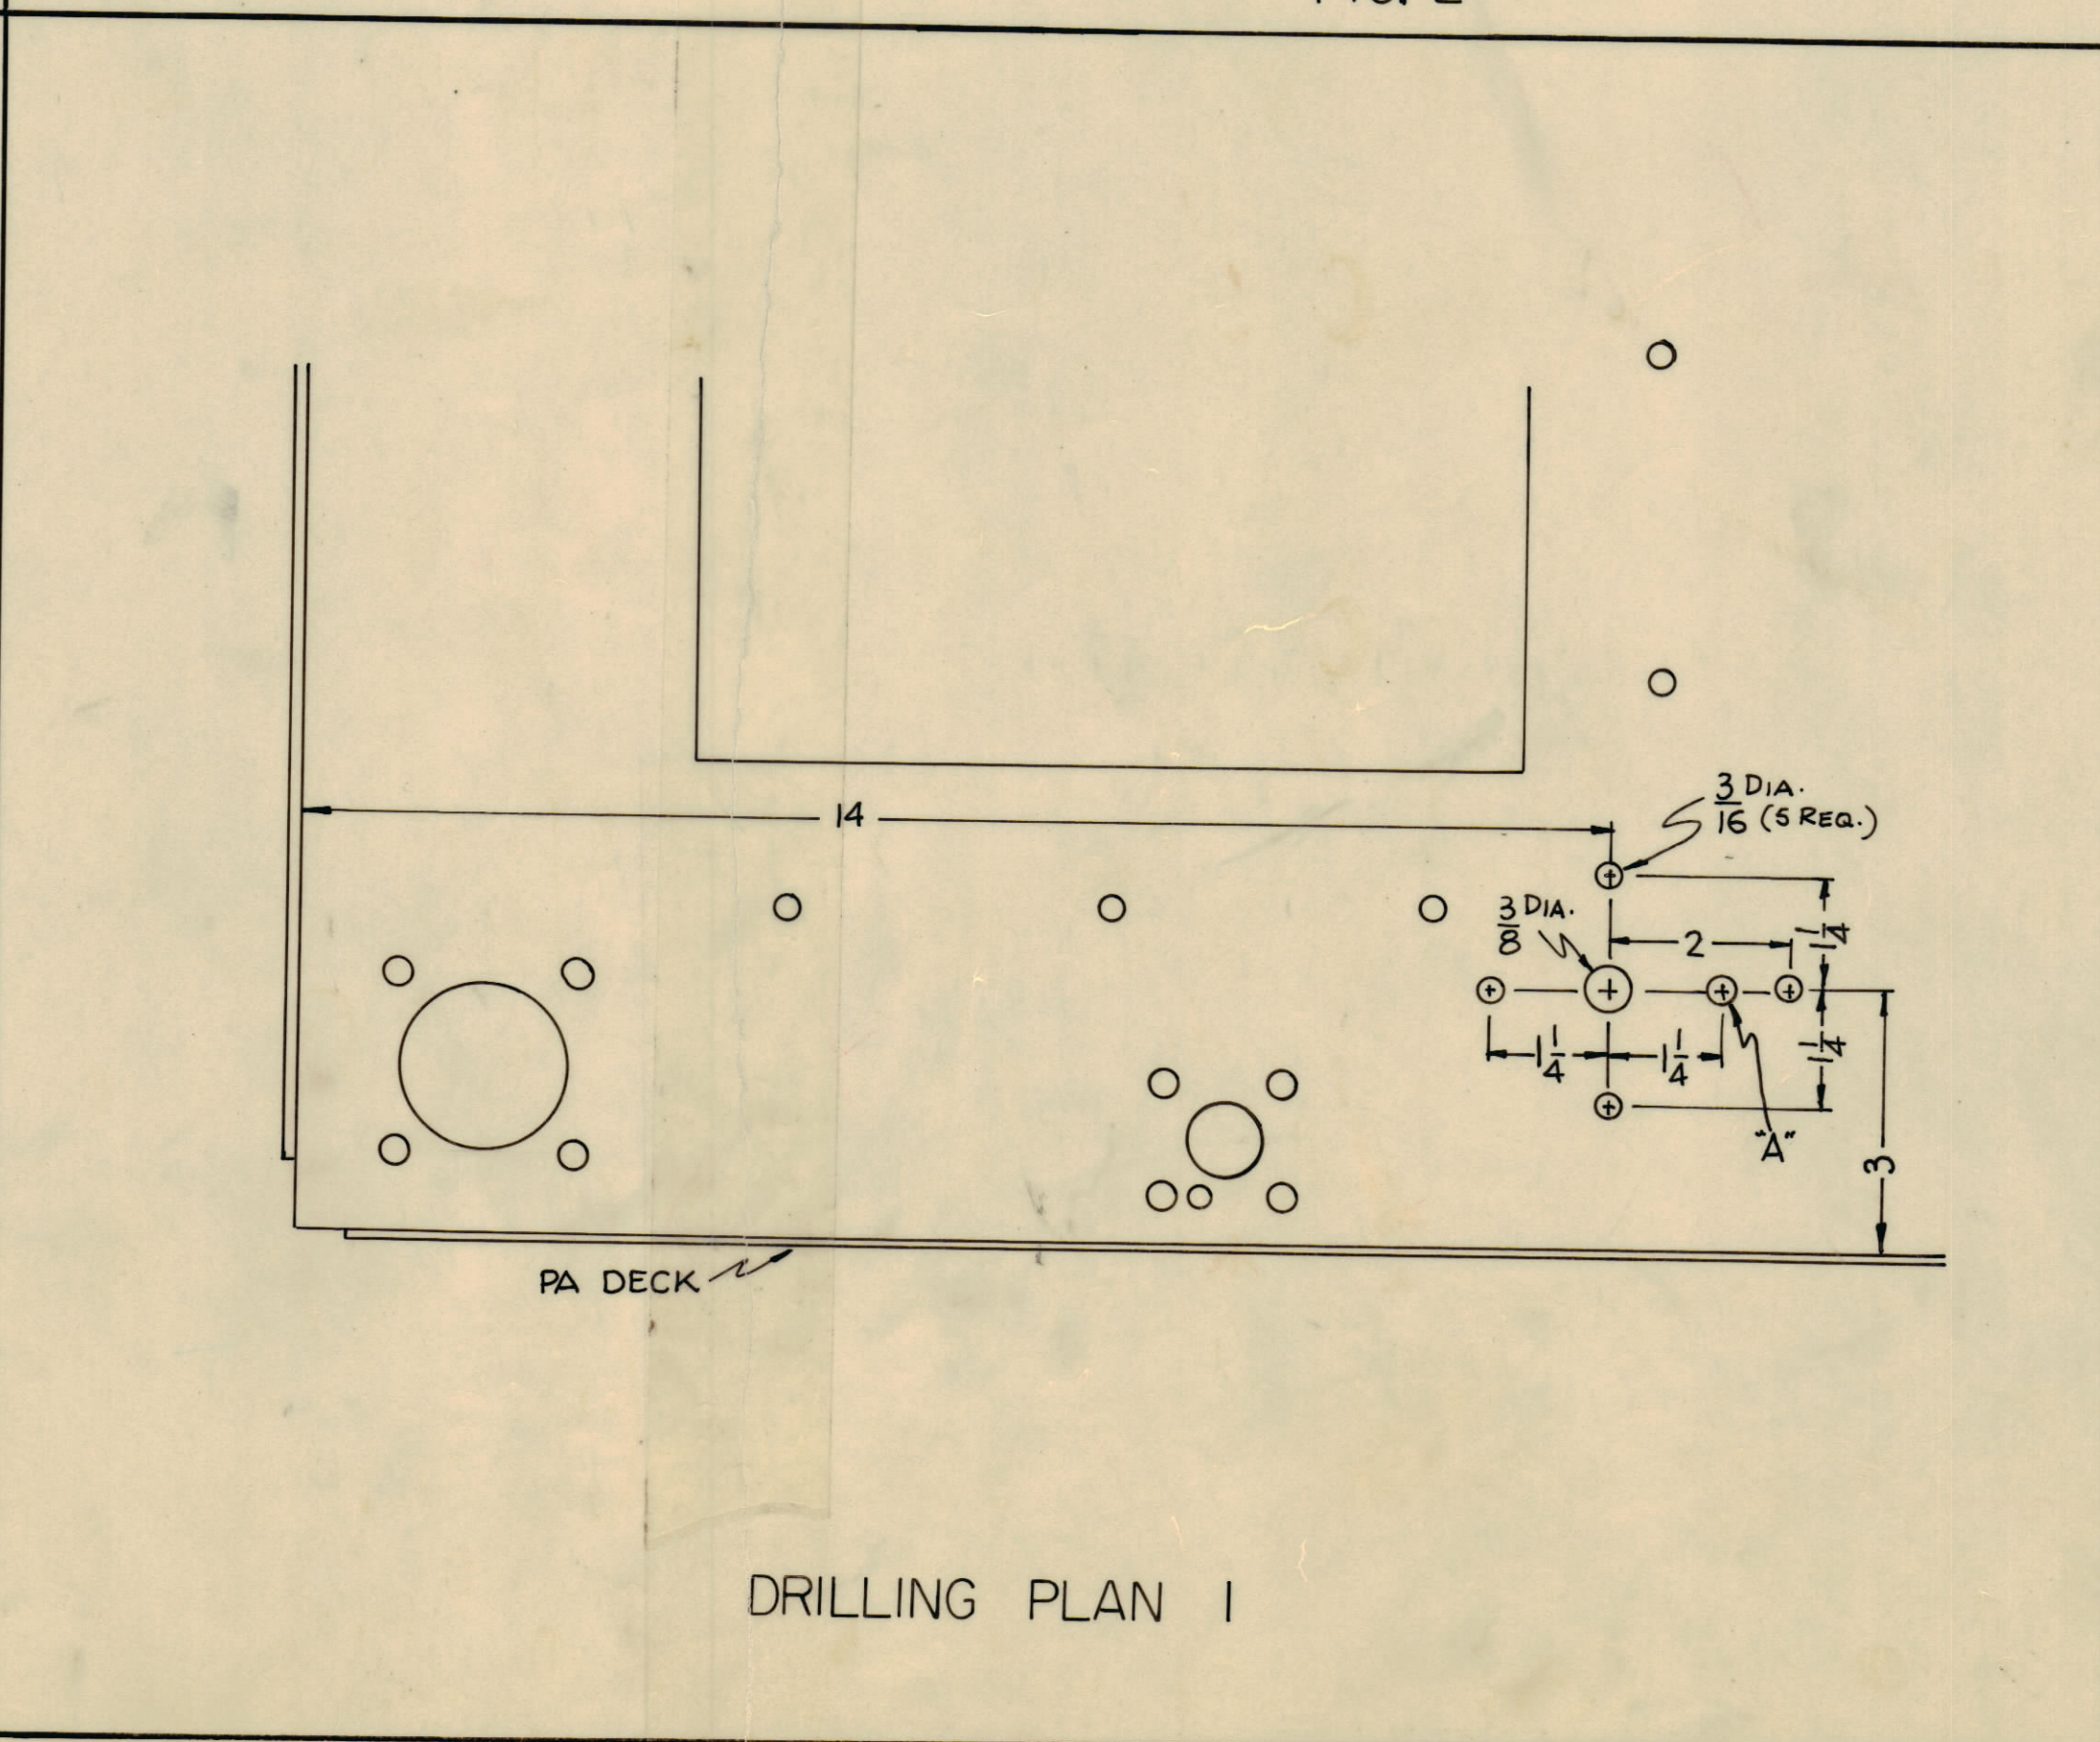 14
3/16 DIA. (5 REQ.)
3/8 DIA.
2
1 1/4
1 1/4
1 1/4
1 1/4
"A"
3
PA DECK
DRILLING PLAN 1